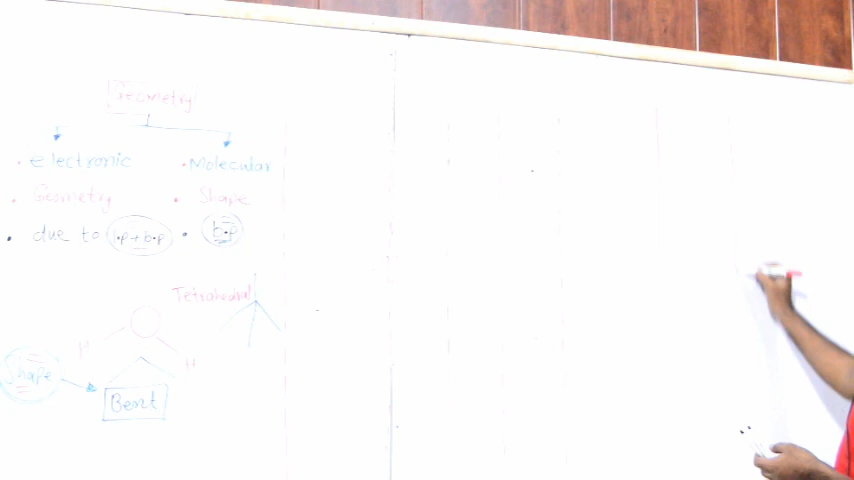 Geometry
• electronic • Molecular
• Geometry • Shape
• due to l.p+b.p • b.p
Tetrahedral
H H
Shape
Bent